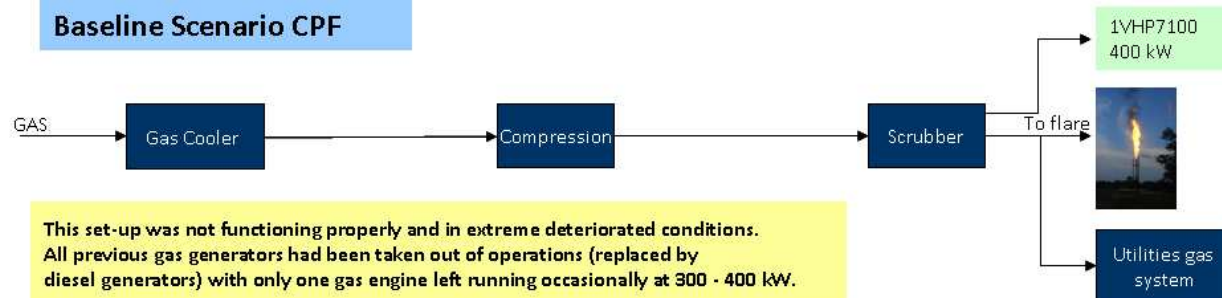 Baseline Scenario CPF
1VHP7100
400 kW
GAS
Gas Cooler
Compression
Scrubber
To flare
This set-up was not functioning properly and in extreme deteriorated conditions.
All previous gas generators had been taken out of operations (replaced by
diesel generators) with only one gas engine left running occasionally at 300 - 400 kW.
Utilities gas
system